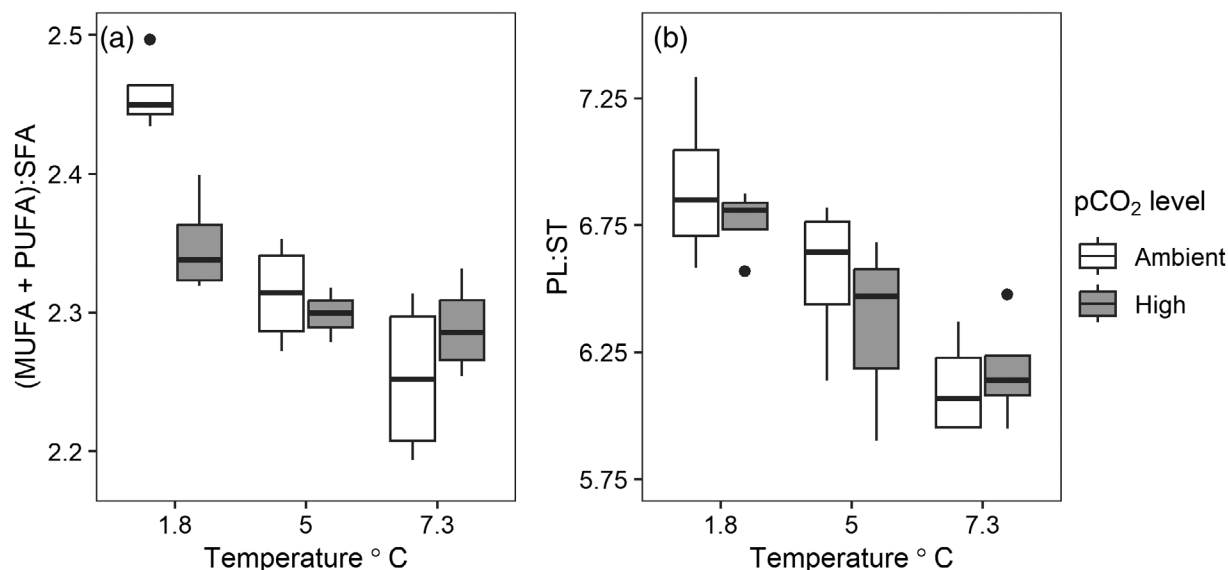 (a)
(MUFA + PUFA):SFA
2.5
2.4
2.3
2.2
1.8 5 7.3
Temperature ° C
(b)
PL:ST
7.25
6.75
6.25
5.75
1.8 5 7.3
Temperature ° C
pCO₂ level
Ambient
High